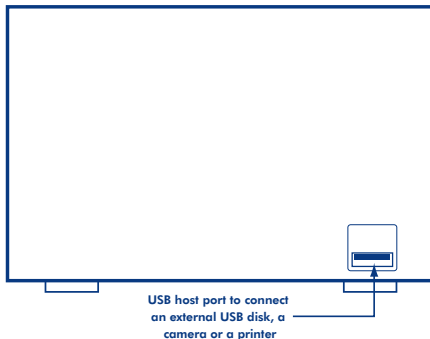 USB host port to connect
an external USB disk, a
camera or a printer